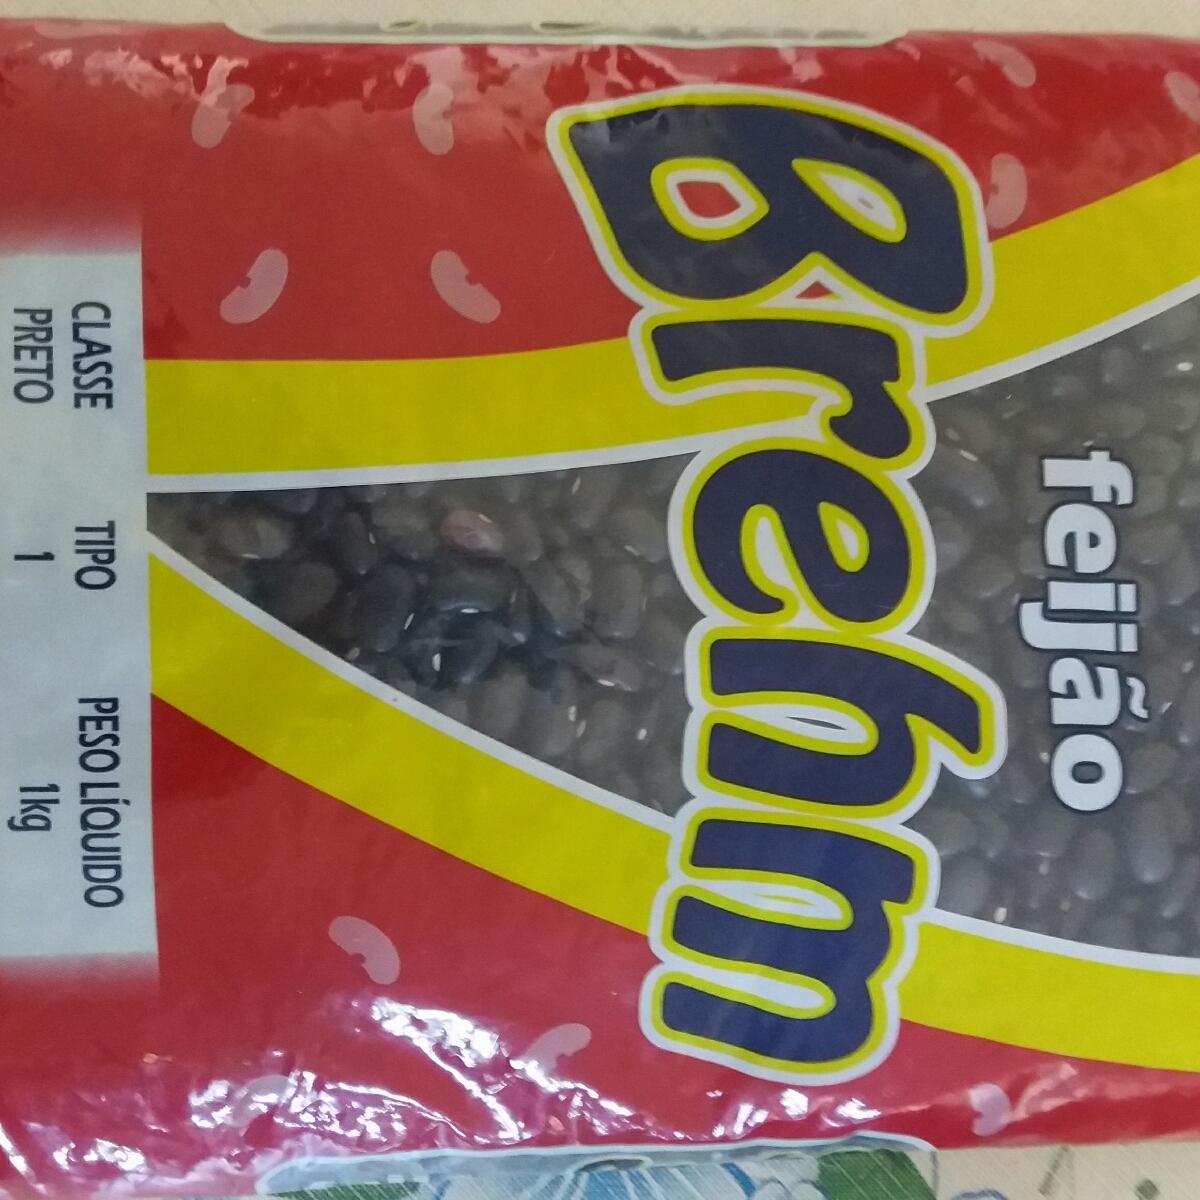 feijão
Brehm
CLASSE TIPO PESO LÍQUIDO
PRETO 1 1kg